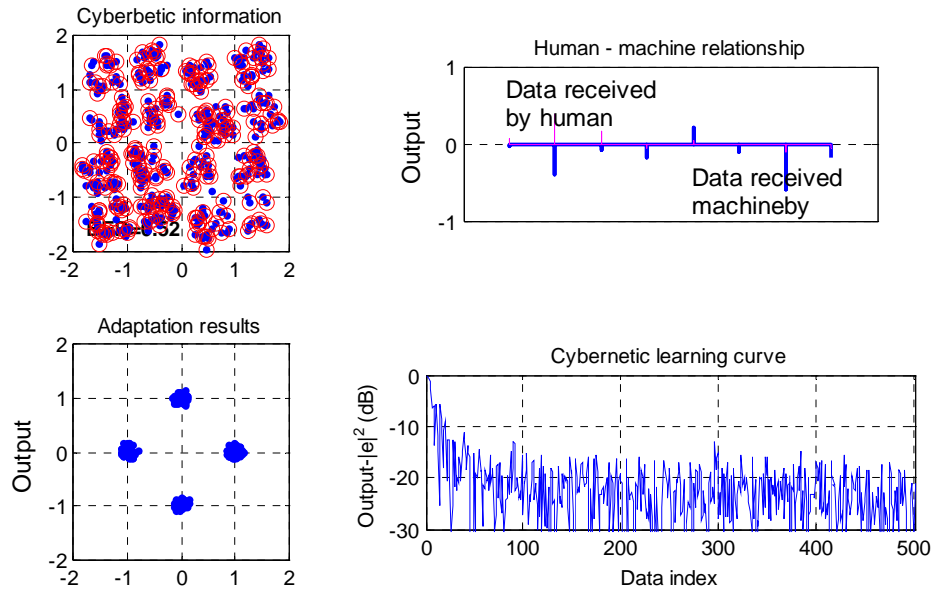 Cyberbetic information
2
1
0
-1
-2
-2 -1 0 1 2
Human - machine relationship
Output
1
0
-1
Data received
by human
Data received
machineby
Adaptation results
Output
2
1
0
-1
-2
-2 -1 0 1 2
Cybernetic learning curve
Output-|e|² (dB)
0
-10
-20
-30
0 100 200 300 400 500
Data index